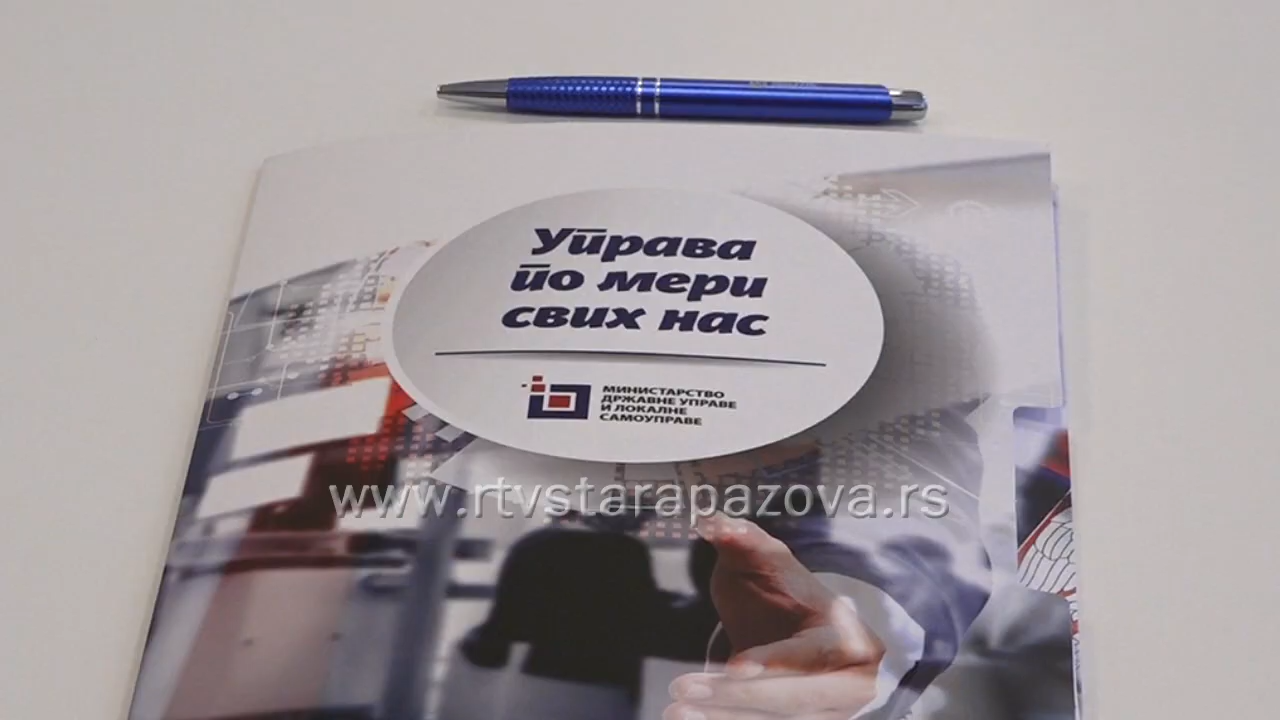 Управа
по мери
свих нас
МИНИСТАРСТВО
ДРЖАВНЕ УПРАВЕ
И ЛОКАЛНЕ
САМОУПРАВЕ
www.rtvstarapazova.rs